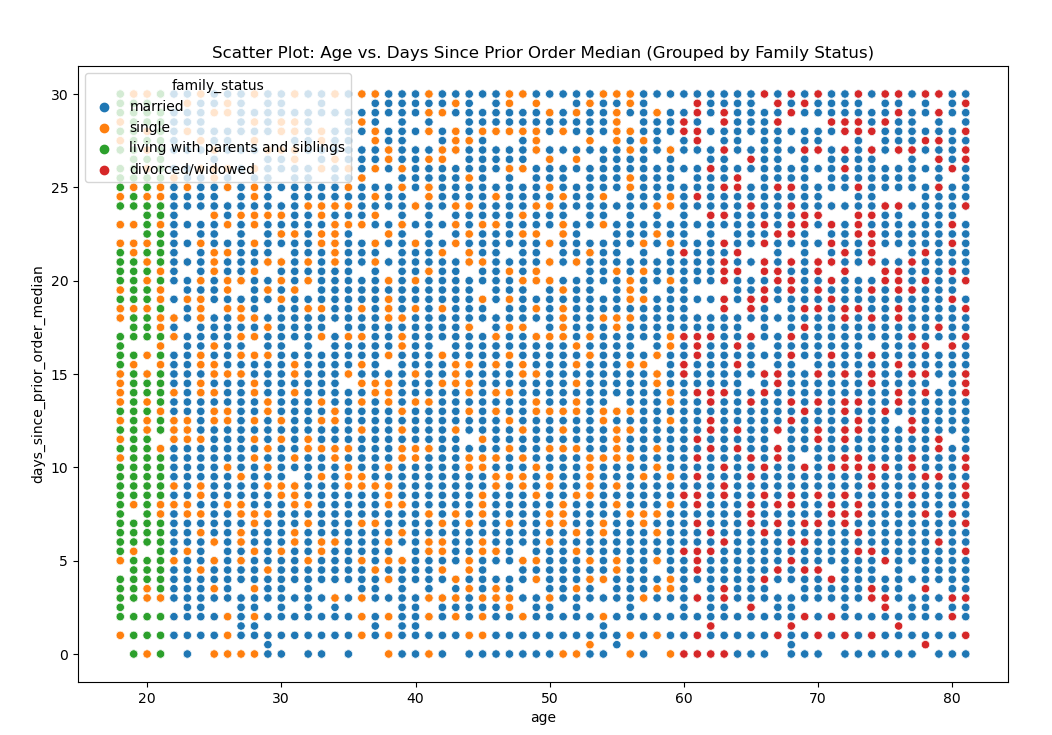 Scatter Plot: Age vs. Days Since Prior Order Median (Grouped by Family Status)
family_status
married
single
living with parents and siblings
divorced/widowed
days_since_prior_order_median
30
25
20
15
10
5
0
20 30 40 50 60 70 80
age